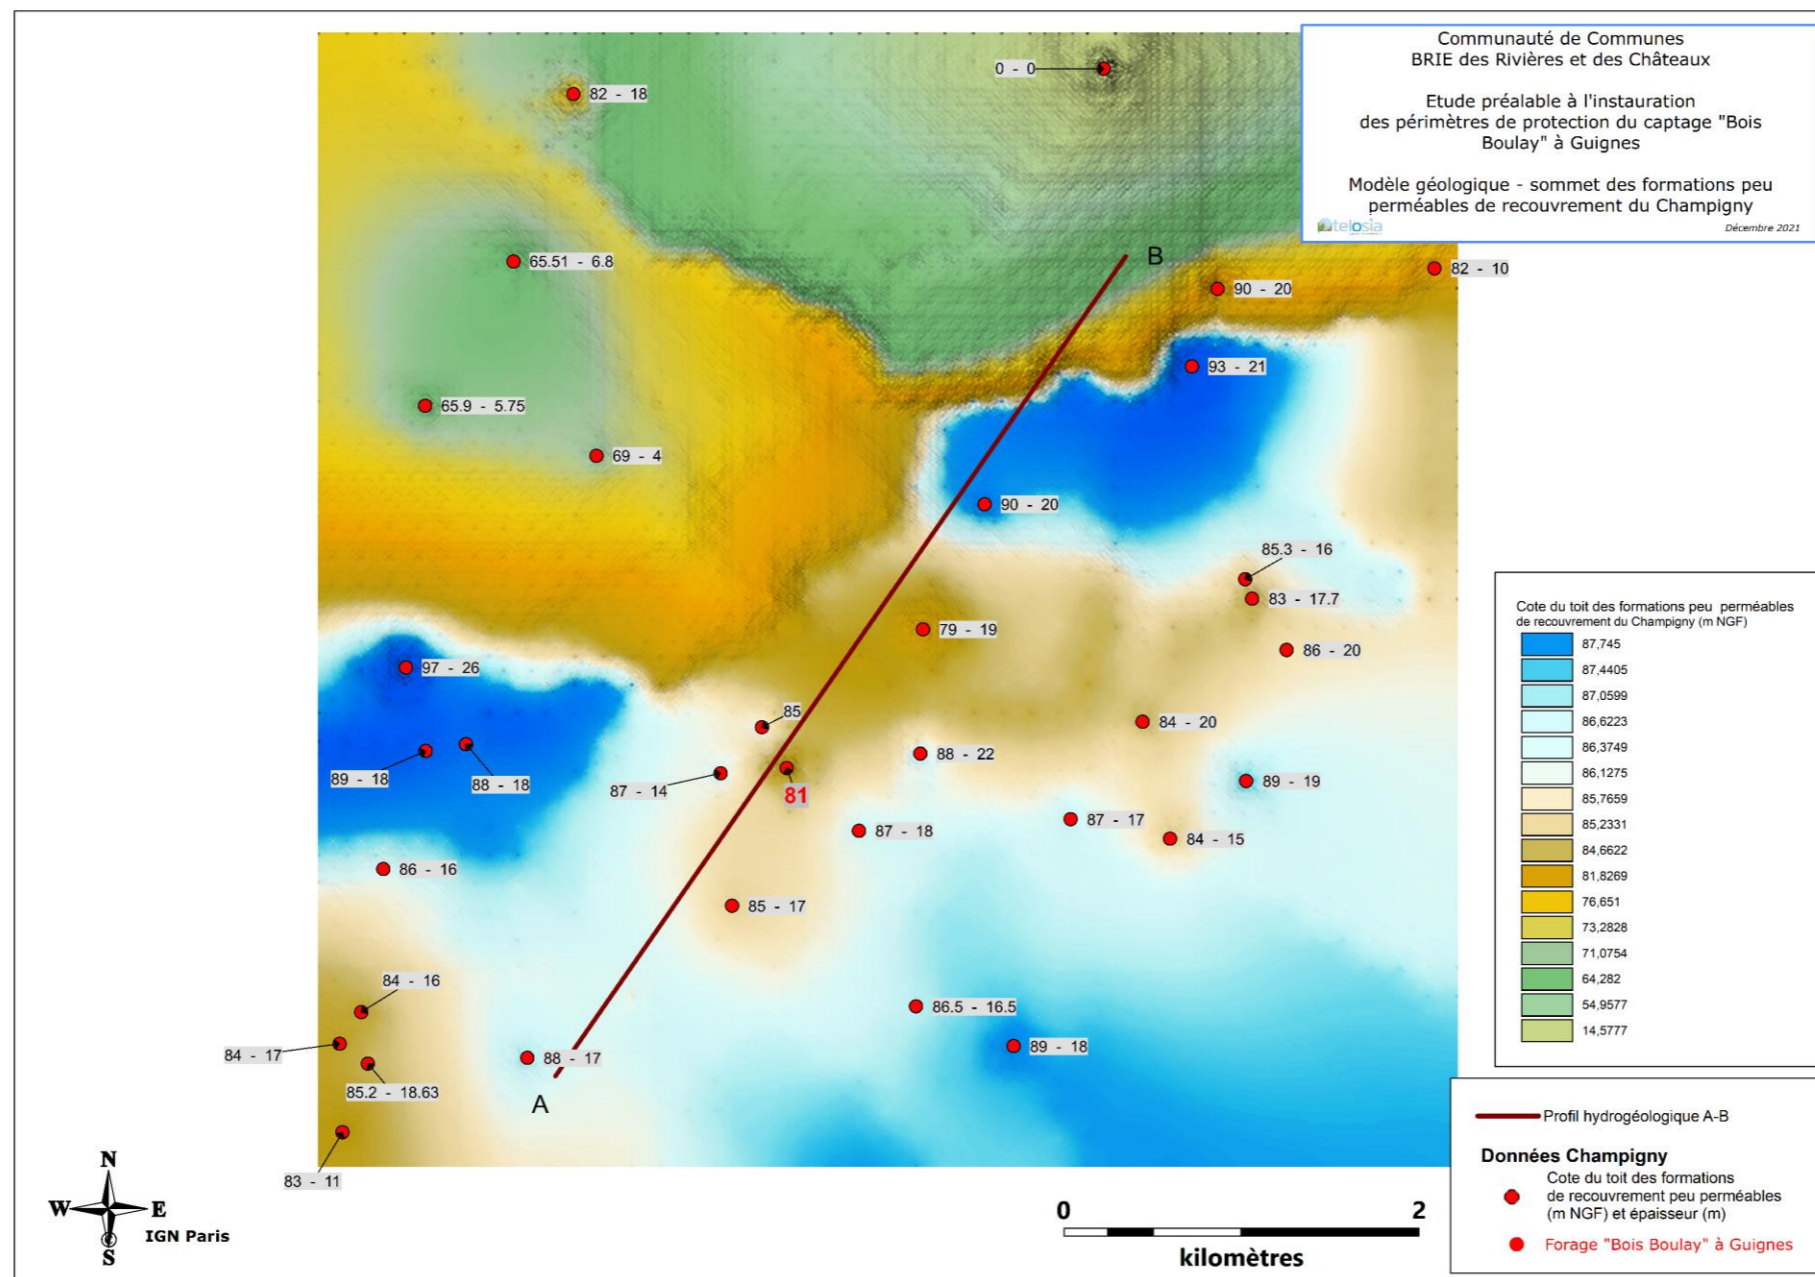 Communauté de Communes
BRIE des Rivières et des Châteaux
Etude préalable à l'instauration
des périmètres de protection du captage "Bois
Boulay" à Guignes
Modèle géologique - sommet des formations peu
perméables de recouvrement du Champigny
telosia
Décembre 2021
0 - 0
82 - 18
65.51 - 6.8
B
82 - 10
90 - 20
93 - 21
65.9 - 5.75
69 - 4
90 - 20
85.3 - 16
83 - 17.7
79 - 19
86 - 20
97 - 26
85
84 - 20
88 - 22
89 - 18
88 - 18
87 - 14
81
89 - 19
87 - 18
87 - 17
84 - 15
86 - 16
85 - 17
84 - 16
86.5 - 16.5
84 - 17
88 - 17
89 - 18
85.2 - 18.63
A
83 - 11
Cote du toit des formations peu perméables
de recouvrement du Champigny (m NGF)
87,745
87,4405
87,0599
86,6223
86,3749
86,1275
85,7659
85,2331
84,6622
81,8269
76,651
73,2828
71,0754
64,282
54,9577
14,5777
Profil hydrogéologique A-B
Données Champigny
Cote du toit des formations
de recouvrement peu perméables
(m NGF) et épaisseur (m)
Forage "Bois Boulay" à Guignes
N
W E
S
IGN Paris
0 2
kilomètres